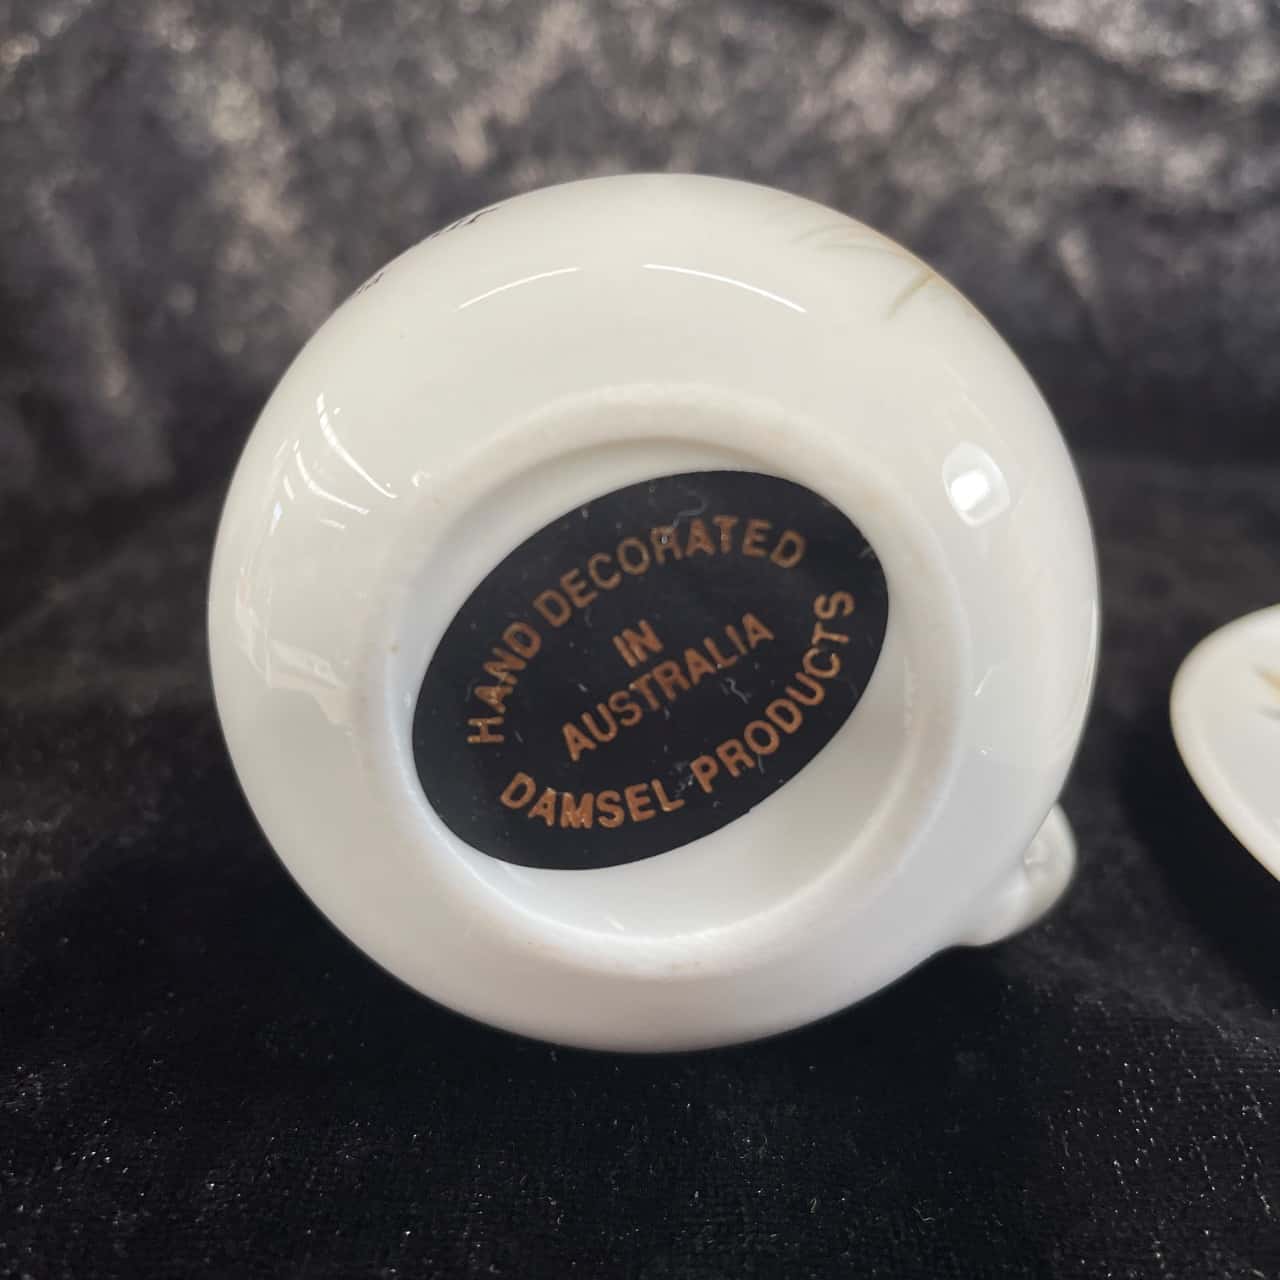 HAND DECORATED
IN
AUSTRALIA
DAMSEL PRODUCTS